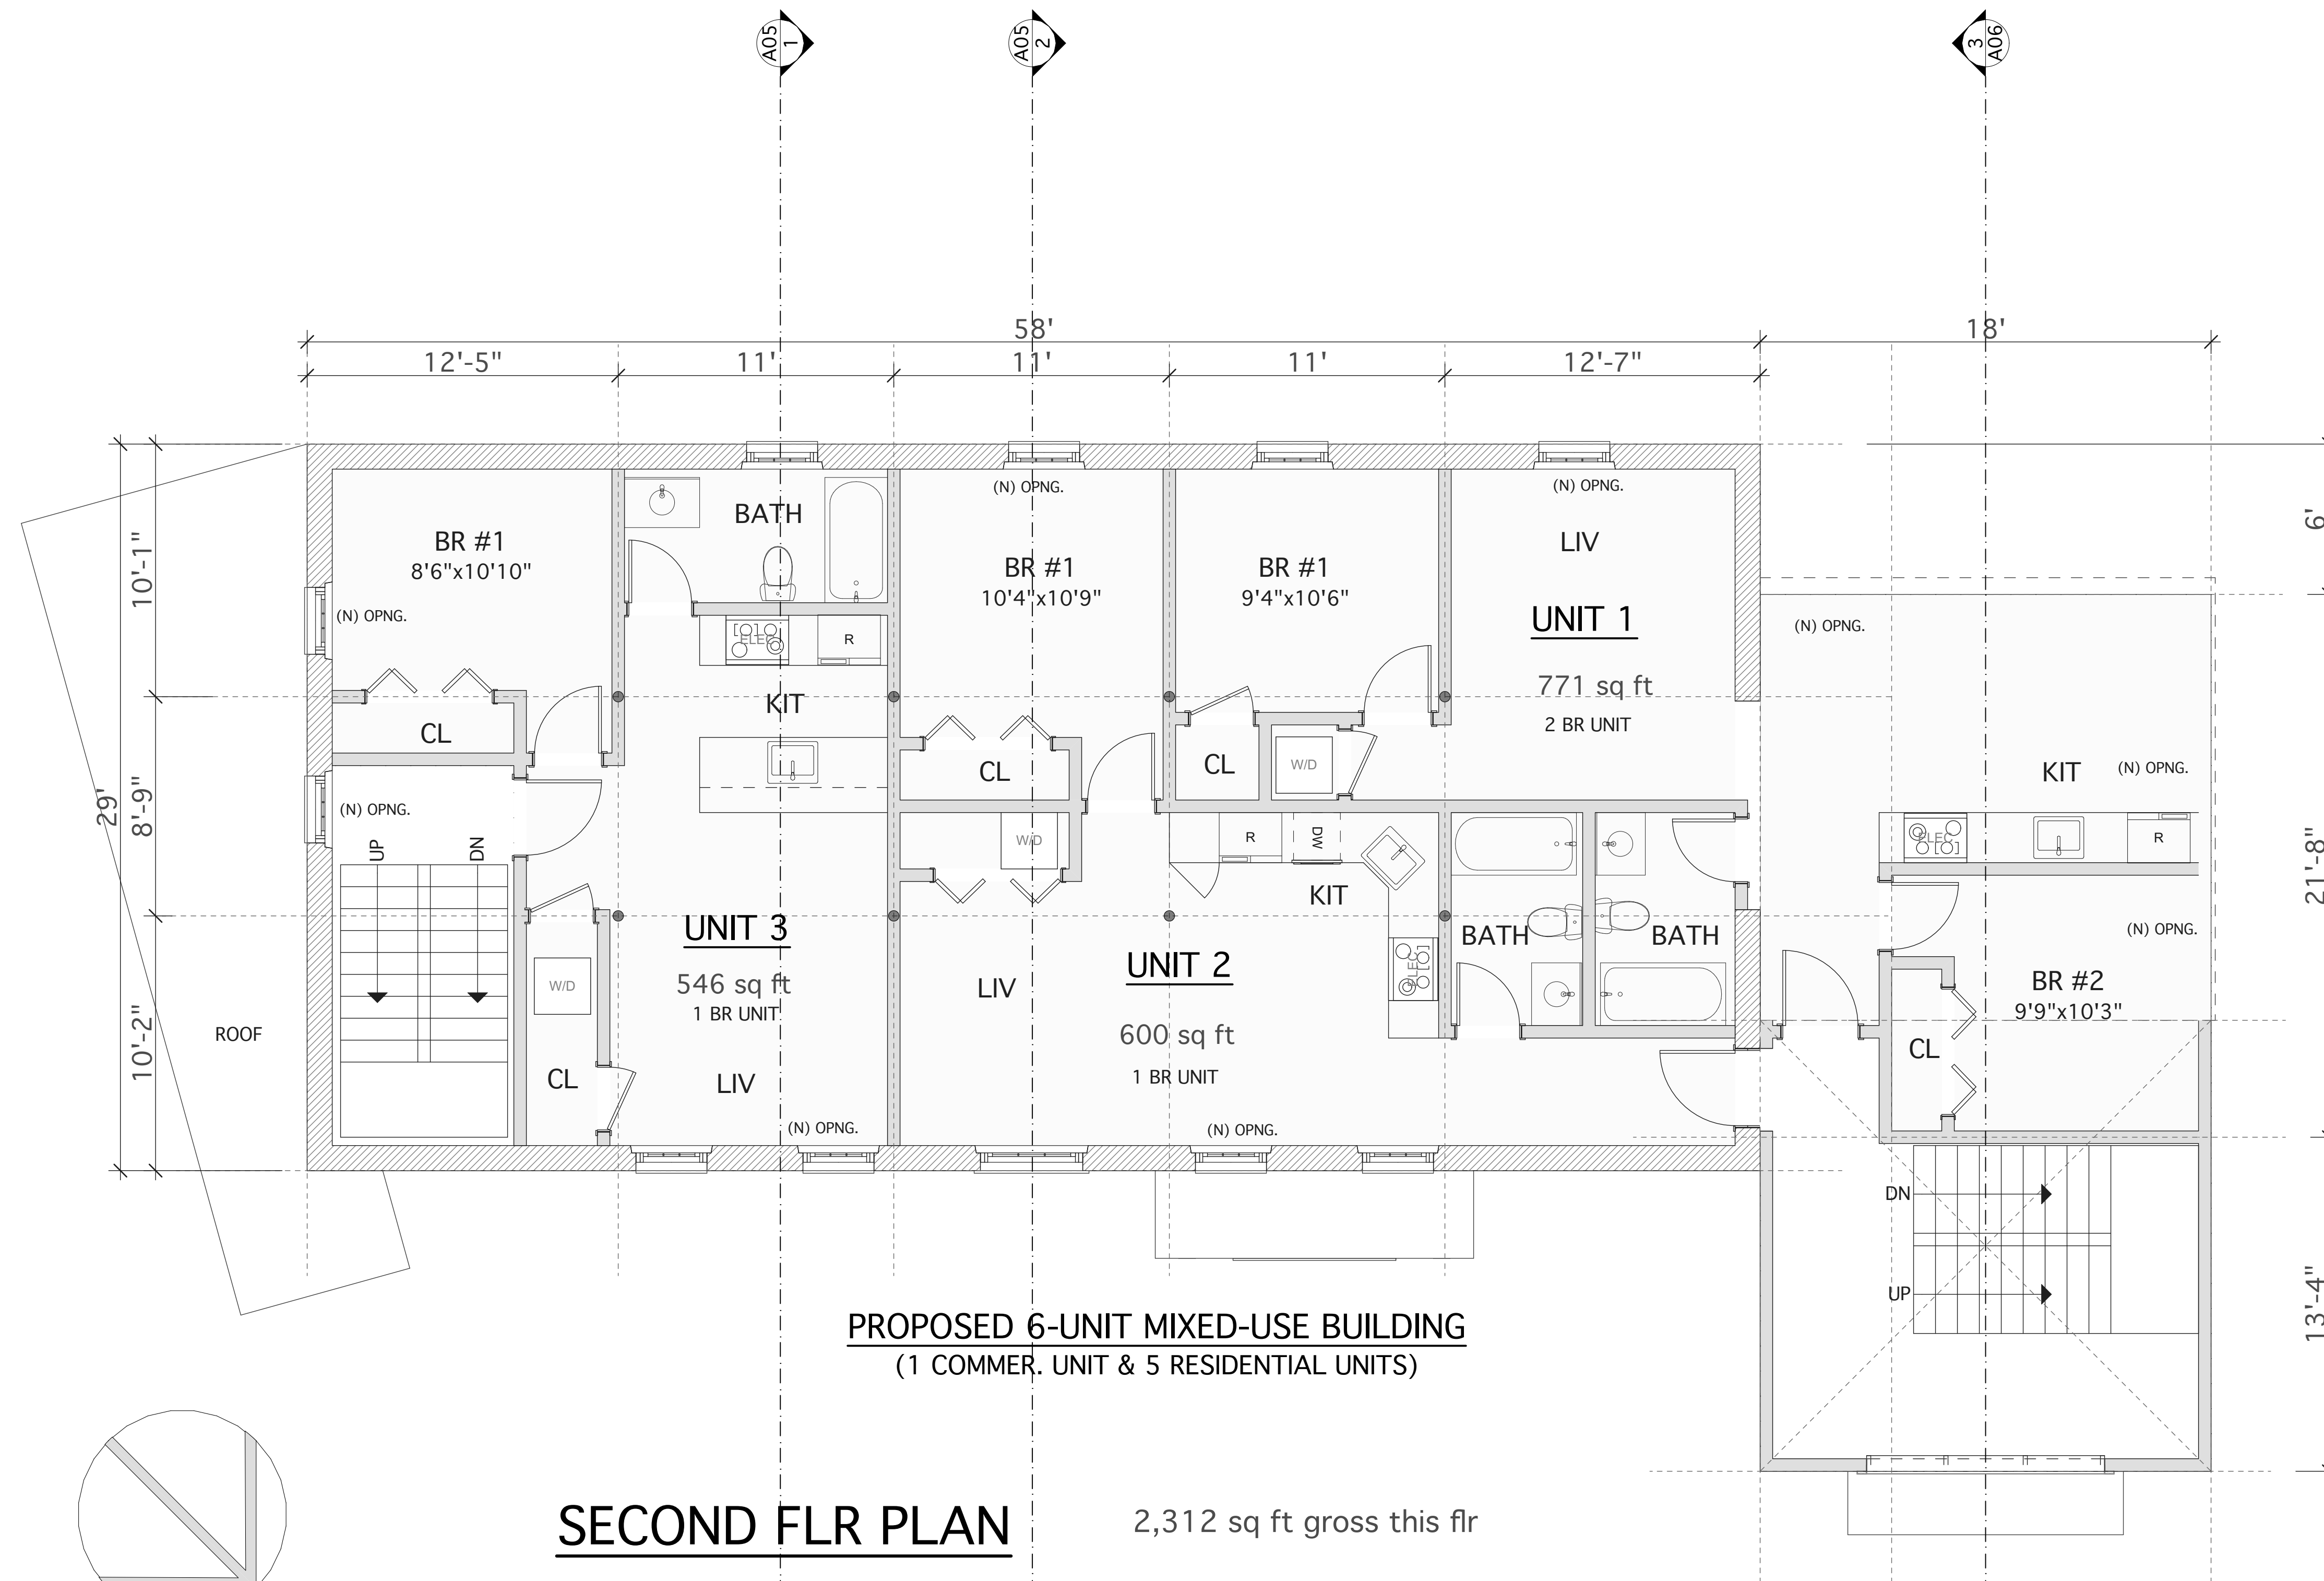 A05
1
A05
2
3
A06
58'
18'
12'-5"
11'
11'
11'
12'-7"
29'
10'-1"
8'-9"
10'-2"
6'
21'-8"
13'-4"
BR #1
8'6"x10'10"
(N) OPNG.
CL
(N) OPNG.
UP
DN
ROOF
BATH
ELEC
R
KIT
UNIT 3
546 sq ft
1 BR UNIT
W/D
CL
LIV
(N) OPNG.
(N) OPNG.
BR #1
10'4"x10'9"
CL
W/D
LIV
UNIT 2
600 sq ft
1 BR UNIT
(N) OPNG.
R
DW
KIT
ELEC
BATH
BR #1
9'4"x10'6"
CL
W/D
(N) OPNG.
LIV
UNIT 1
771 sq ft
2 BR UNIT
BATH
(N) OPNG.
KIT
(N) OPNG.
ELEC
R
(N) OPNG.
BR #2
9'9"x10'3"
CL
DN
UP
PROPOSED 6-UNIT MIXED-USE BUILDING
(1 COMMER. UNIT & 5 RESIDENTIAL UNITS)
SECOND FLR PLAN
2,312 sq ft gross this flr